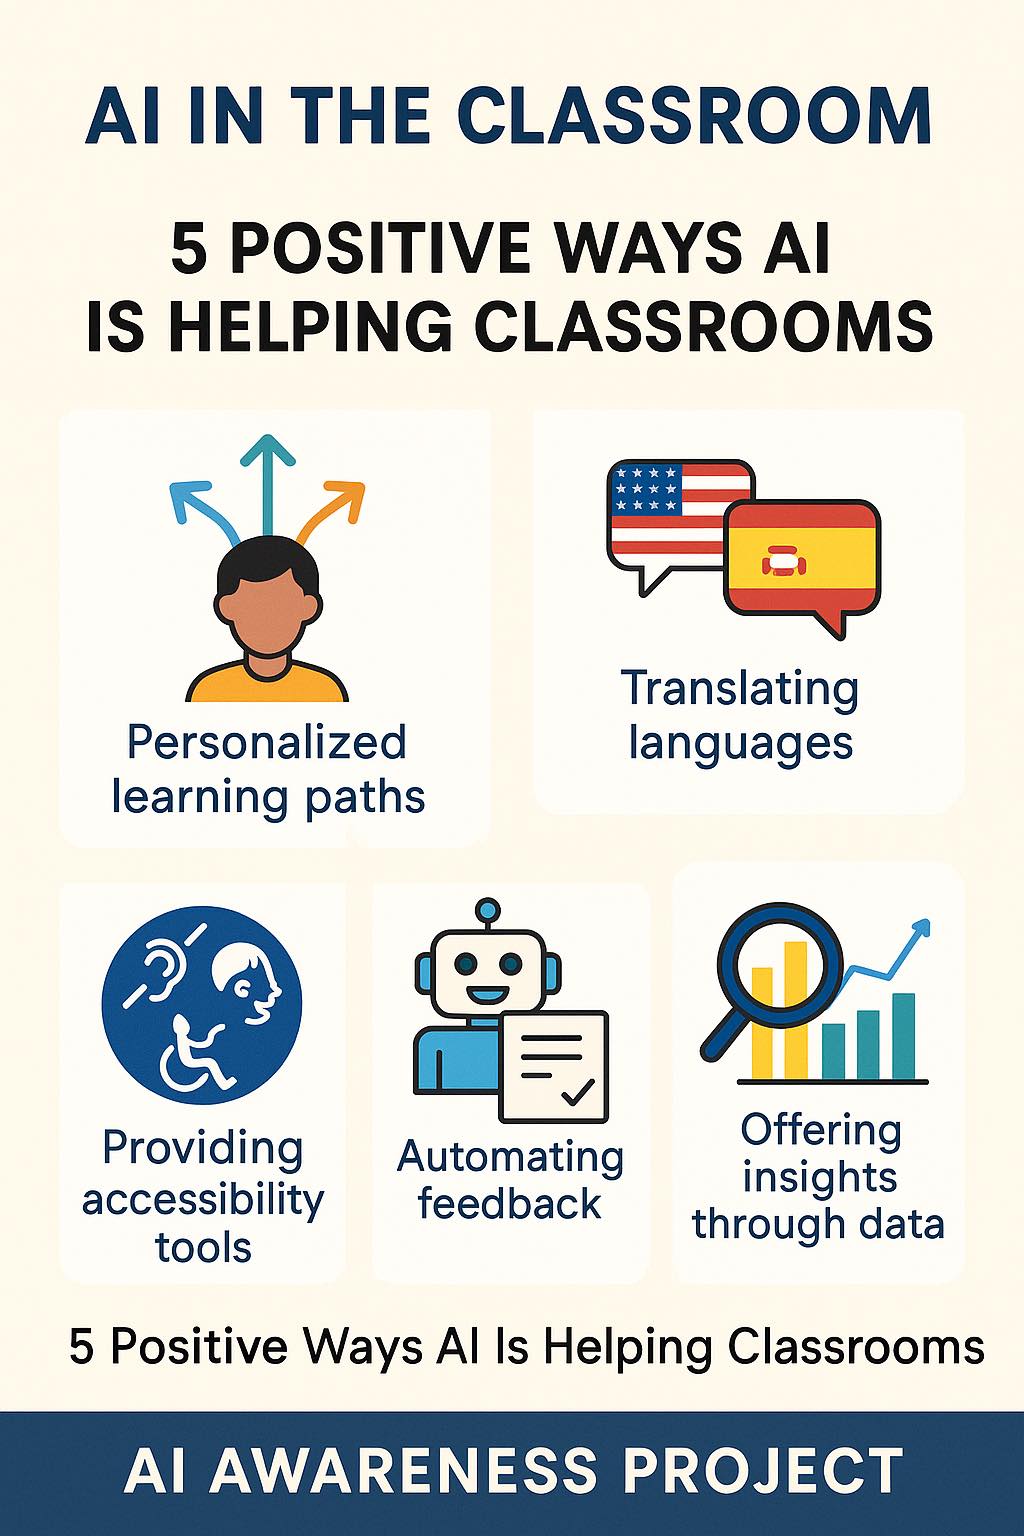 AI IN THE CLASSROOM
5 POSITIVE WAYS AI
IS HELPING CLASSROOMS
Personalized
learning paths
Translating
languages
Providing
accessibility
tools
Automating
feedback
Offering
insights
through data
5 Positive Ways AI Is Helping Classrooms
AI AWARENESS PROJECT